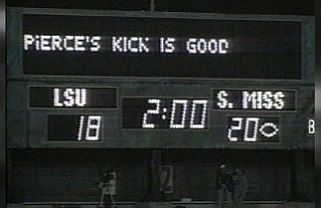 PiERCE'S KICK IS GOOD
LSU 2:00 S. MISS
18 20